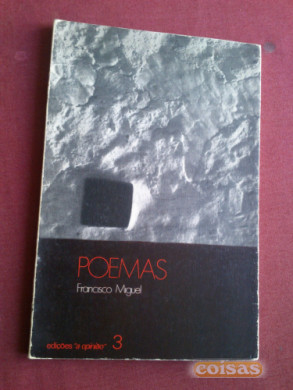 POEMAS
Francisco Miguel
edições "a opinião" 3
coisas